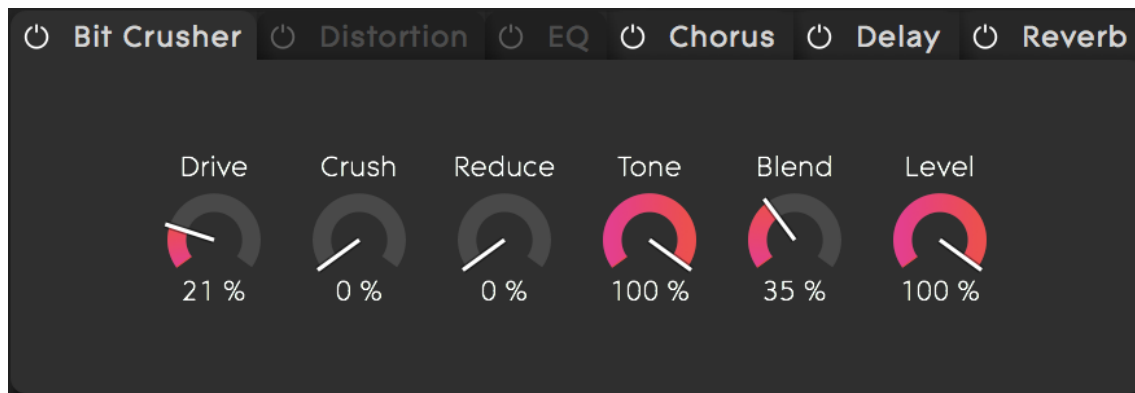 Bit Crusher Distortion EQ Chorus Delay Reverb
Drive Crush Reduce Tone Blend Level
21 % 0 % 0 % 100 % 35 % 100 %